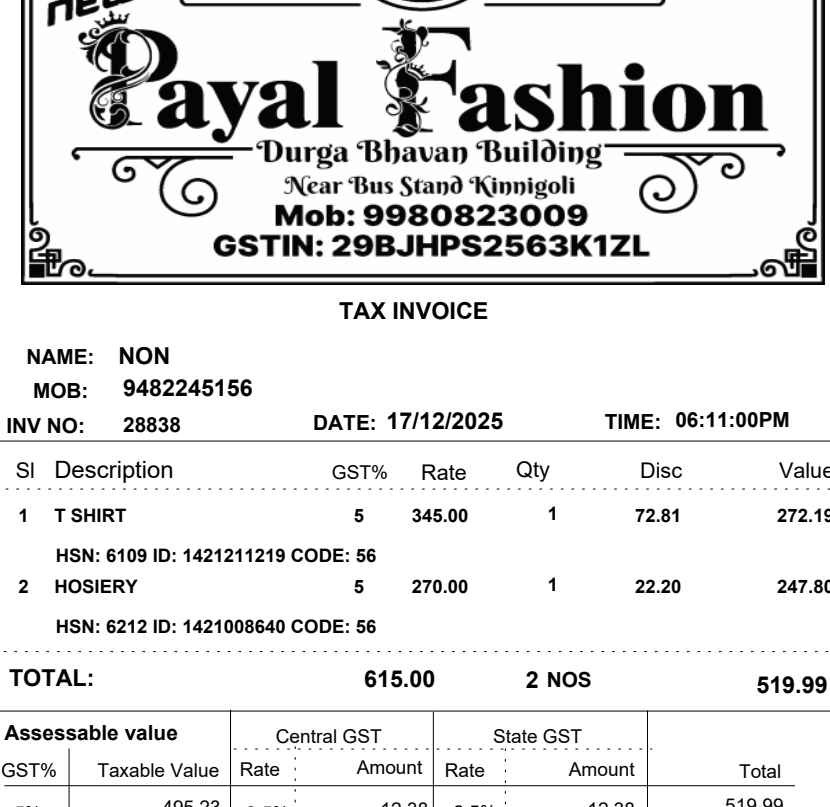 new
Payal Fashion
Durga Bhavan Building
Near Bus Stand Kinnigoli
Mob: 9980823009
GSTIN: 29BJHPS2563K1ZL
TAX INVOICE
NAME: NON
MOB: 9482245156
INV NO: 28838 DATE: 17/12/2025 TIME: 06:11:00PM
Sl Description GST% Rate Qty Disc Value
1 T SHIRT 5 345.00 1 72.81 272.19
HSN: 6109 ID: 1421211219 CODE: 56
2 HOSIERY 5 270.00 1 22.20 247.80
HSN: 6212 ID: 1421008640 CODE: 56
TOTAL: 615.00 2 NOS 519.99
Assessable value Central GST State GST
GST% Taxable Value Rate Amount Rate Amount Total
495.23 12.38 12.38 519.99